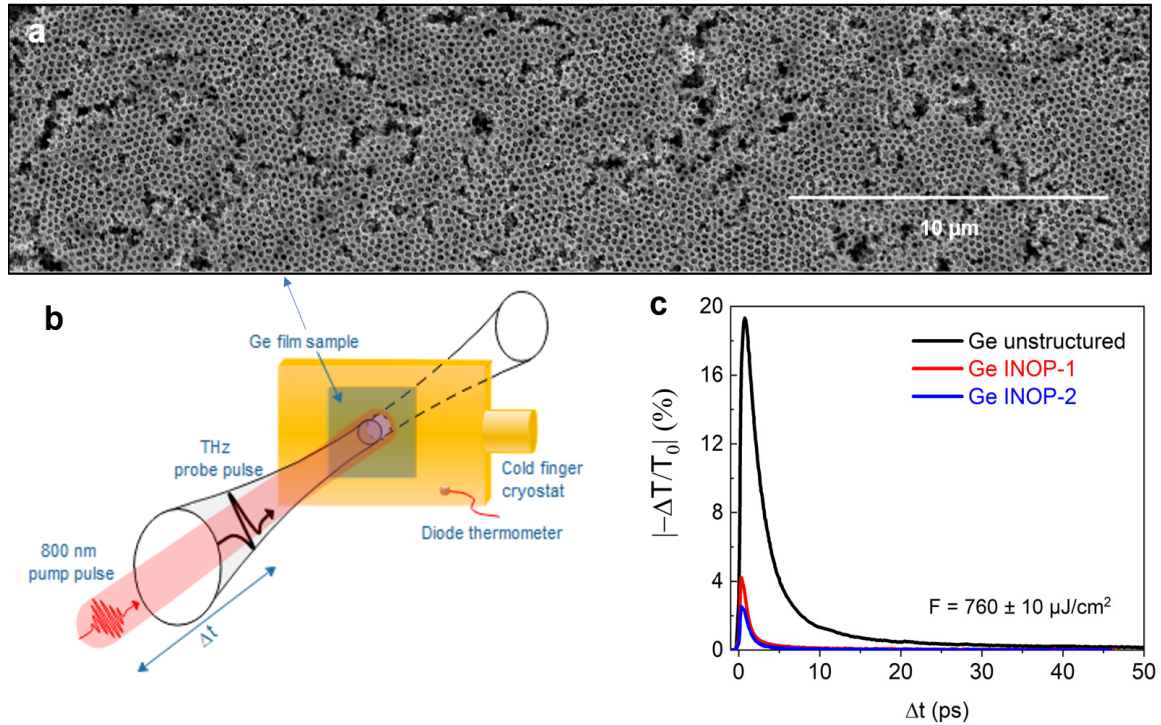 a
10 µm
b
Ge film sample
THz
probe pulse
Cold finger
cryostat
Diode thermometer
800 nm
pump pulse
Δt
c
20
16
12
8
4
0
|−ΔT/T₀| (%)
Ge unstructured
Ge INOP-1
Ge INOP-2
F = 760 ± 10 µJ/cm²
0
10
20
30
40
50
Δt (ps)